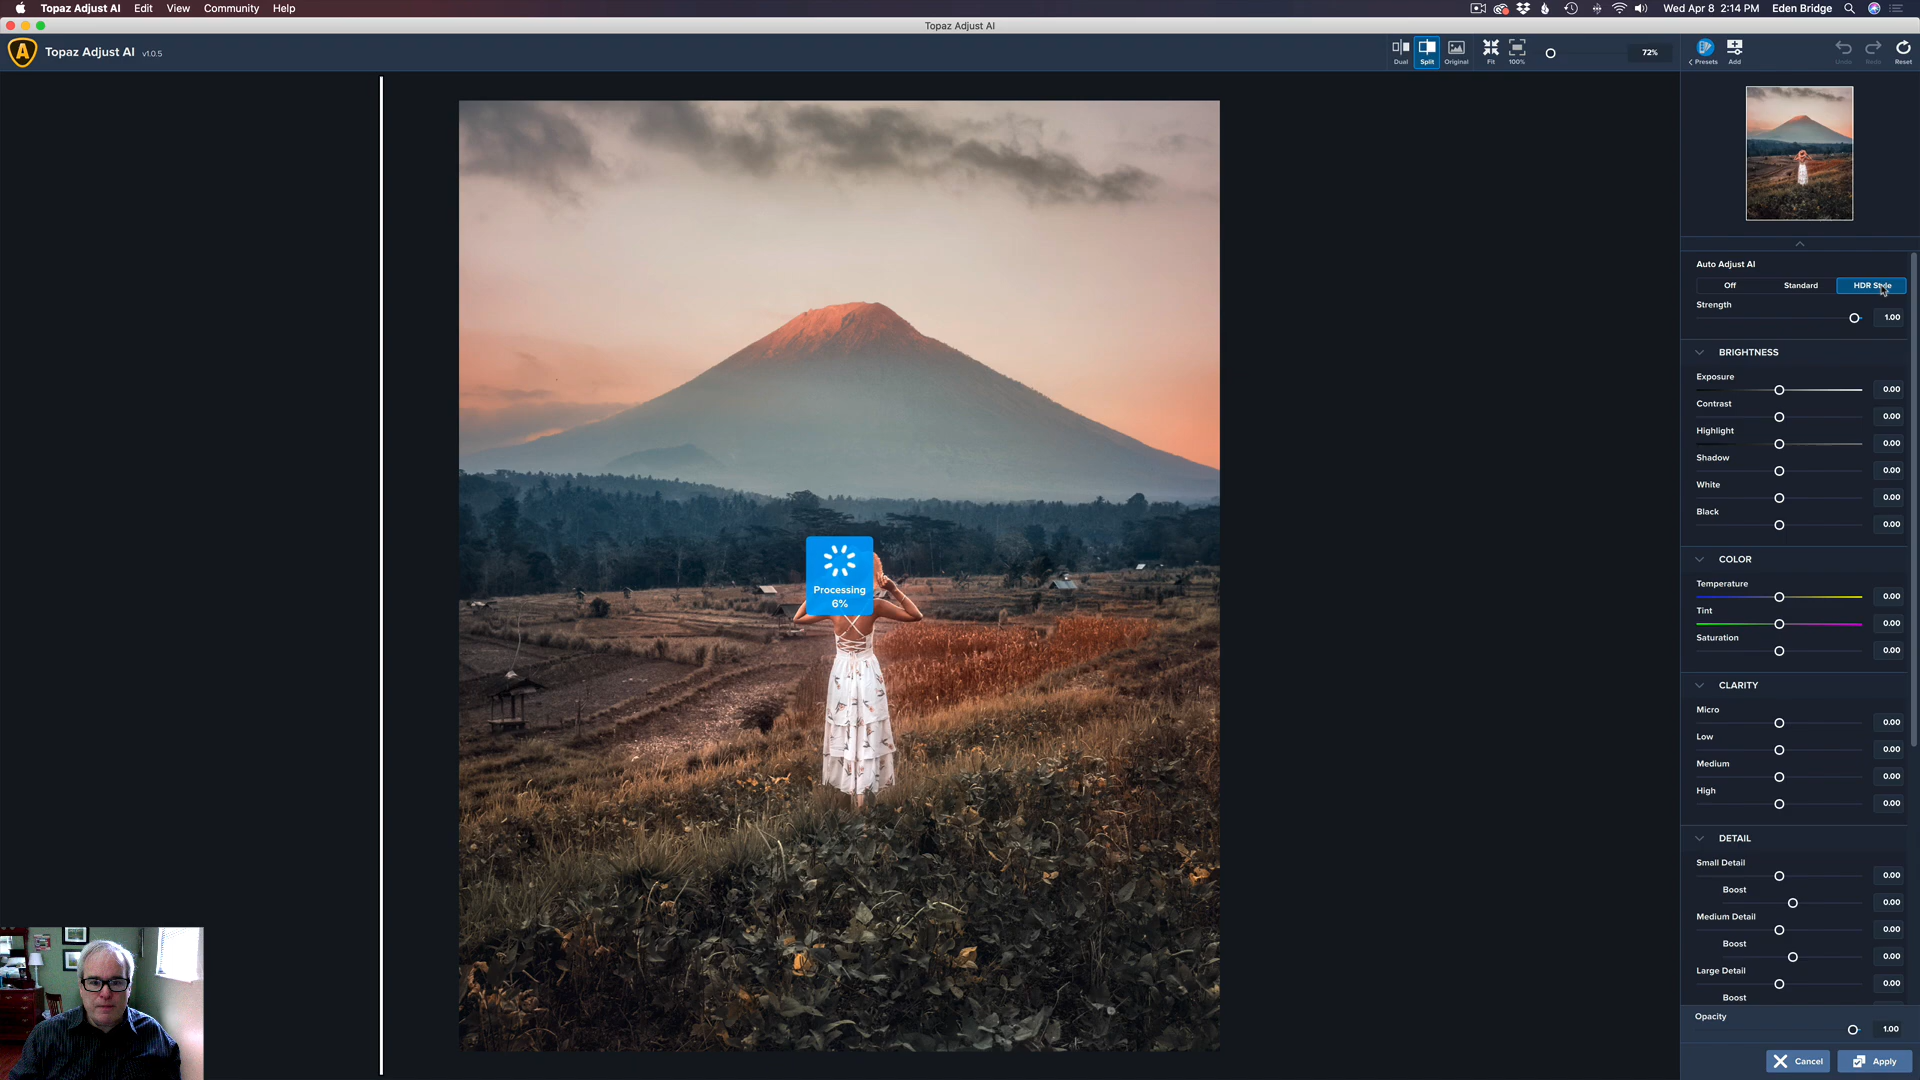 Topaz Adjust AI Edit View Community Help
Wed Apr 8 2:14 PM Eden Bridge
Topaz Adjust AI
A Topaz Adjust AI v1.0.5
Dual Split Original Fit 100% 72% Presets Add Undo Redo Reset
Auto Adjust AI
Off Standard HDR Style
Strength
1.00
BRIGHTNESS
Exposure
0.00
Contrast
0.00
Highlight
0.00
Shadow
0.00
White
0.00
Black
0.00
COLOR
Temperature
0.00
Tint
0.00
Saturation
0.00
CLARITY
Micro
0.00
Low
0.00
Medium
0.00
High
0.00
DETAIL
Small Detail
0.00
Boost
0.00
Medium Detail
0.00
Boost
0.00
Large Detail
0.00
Boost
Opacity
1.00
Cancel Apply
Processing
6%